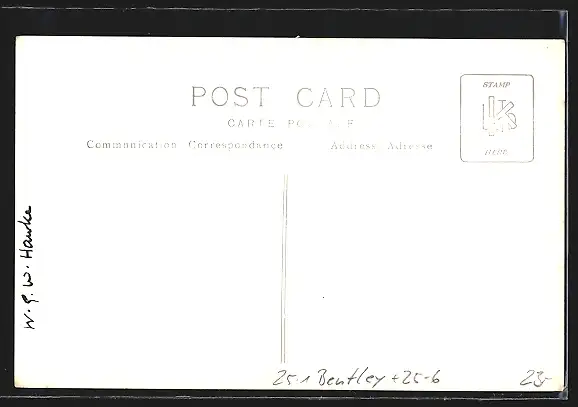 POST CARD
CARTE POSTALE
Communication Correspondance
Address Adresse
STAMP
HERE
W. G. W. Hawke
25-1 Bentley + 25-6
23,-